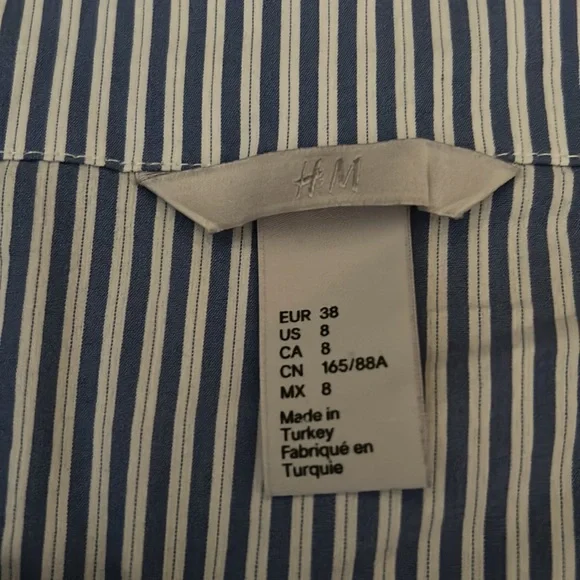 H&M
EUR 38
US 8
CA 8
CN 165/88A
MX 8
Made in
Turkey
Fabriqué en
Turquie